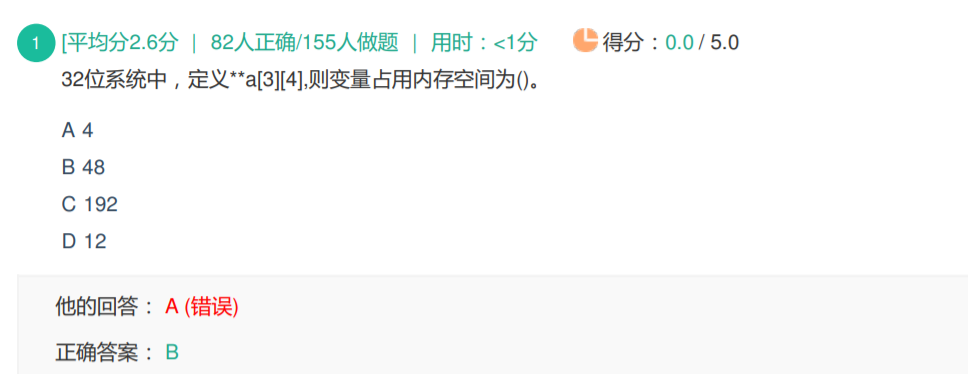 1 [平均分2.6分 | 82人正确/155人做题 | 用时：<1分 得分：0.0 / 5.0
32位系统中，定义**a[3][4],则变量占用内存空间为()。
A 4
B 48
C 192
D 12
他的回答： A (错误)
正确答案： B